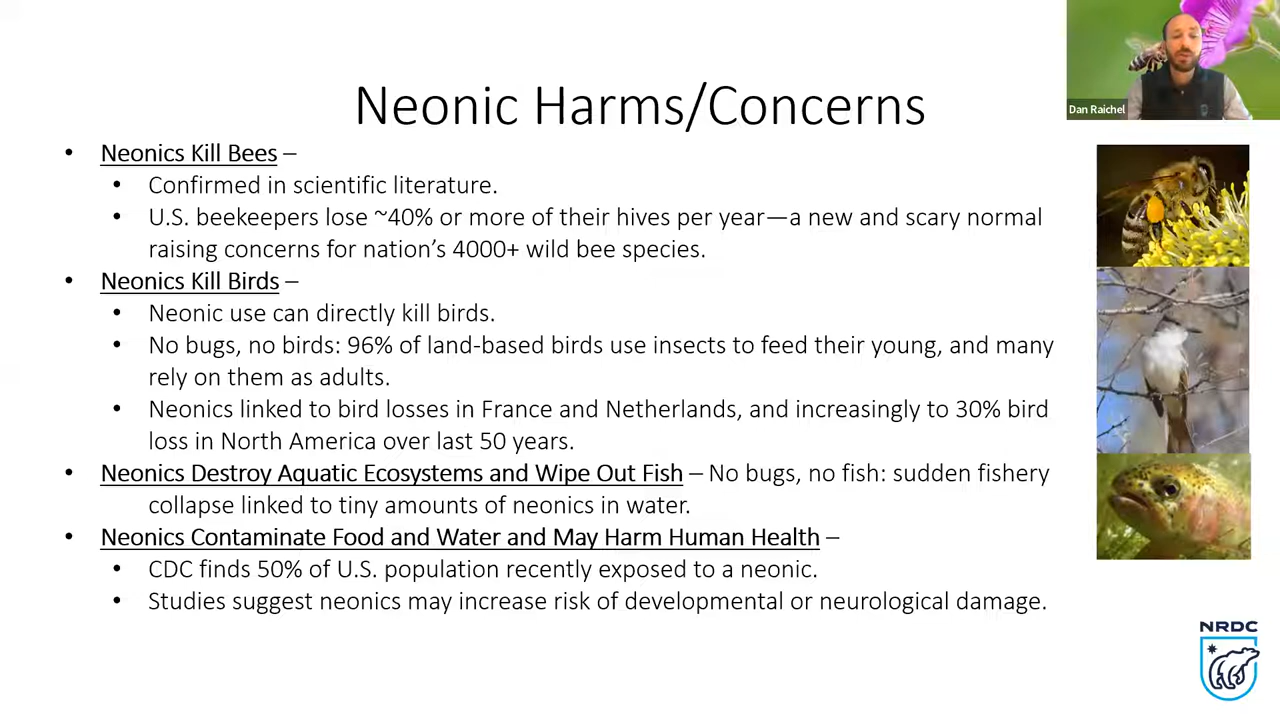 Neonic Harms/Concerns
Dan Raichel
• Neonics Kill Bees –
• Confirmed in scientific literature.
• U.S. beekeepers lose ~40% or more of their hives per year—a new and scary normal
raising concerns for nation's 4000+ wild bee species.
• Neonics Kill Birds –
• Neonic use can directly kill birds.
• No bugs, no birds: 96% of land-based birds use insects to feed their young, and many
rely on them as adults.
• Neonics linked to bird losses in France and Netherlands, and increasingly to 30% bird
loss in North America over last 50 years.
• Neonics Destroy Aquatic Ecosystems and Wipe Out Fish – No bugs, no fish: sudden fishery
collapse linked to tiny amounts of neonics in water.
• Neonics Contaminate Food and Water and May Harm Human Health –
• CDC finds 50% of U.S. population recently exposed to a neonic.
• Studies suggest neonics may increase risk of developmental or neurological damage.
NRDC